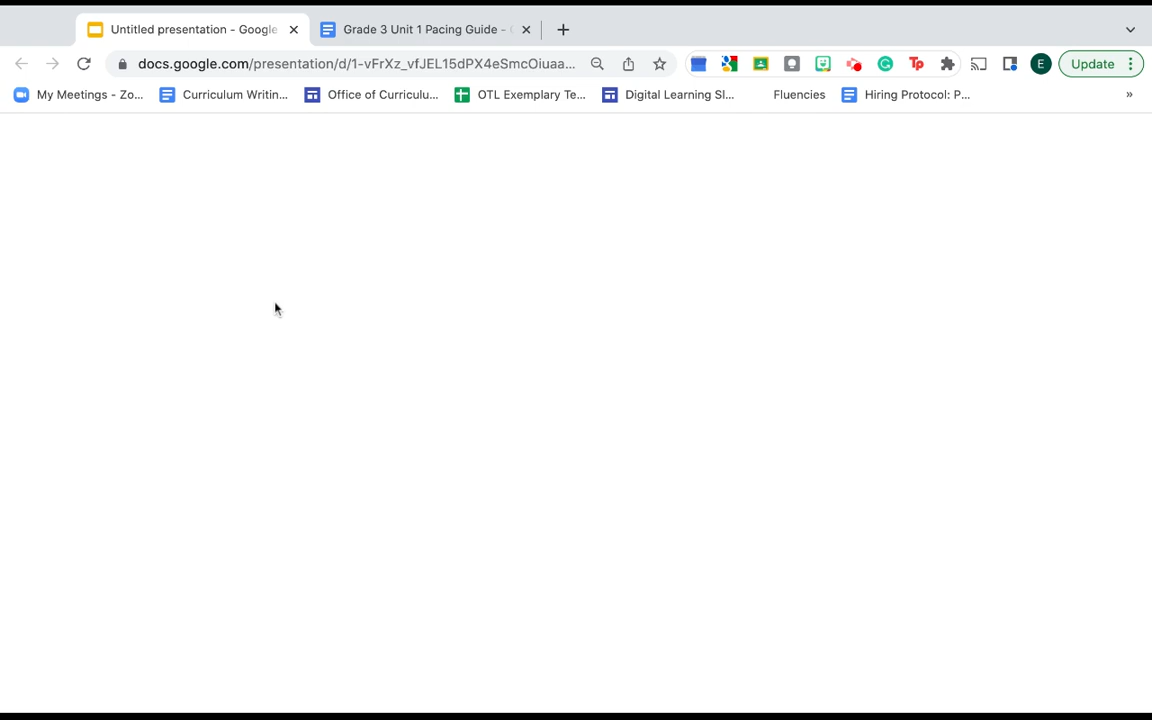 Untitled presentation - Google
Grade 3 Unit 1 Pacing Guide -
docs.google.com/presentation/d/1-vFrXz_vfJEL15dPX4eSmcOiuaa...
E
Update
My Meetings - Zo...
Curriculum Writin...
Office of Curriculu...
OTL Exemplary Te...
Digital Learning Sl...
Fluencies
Hiring Protocol: P...
»